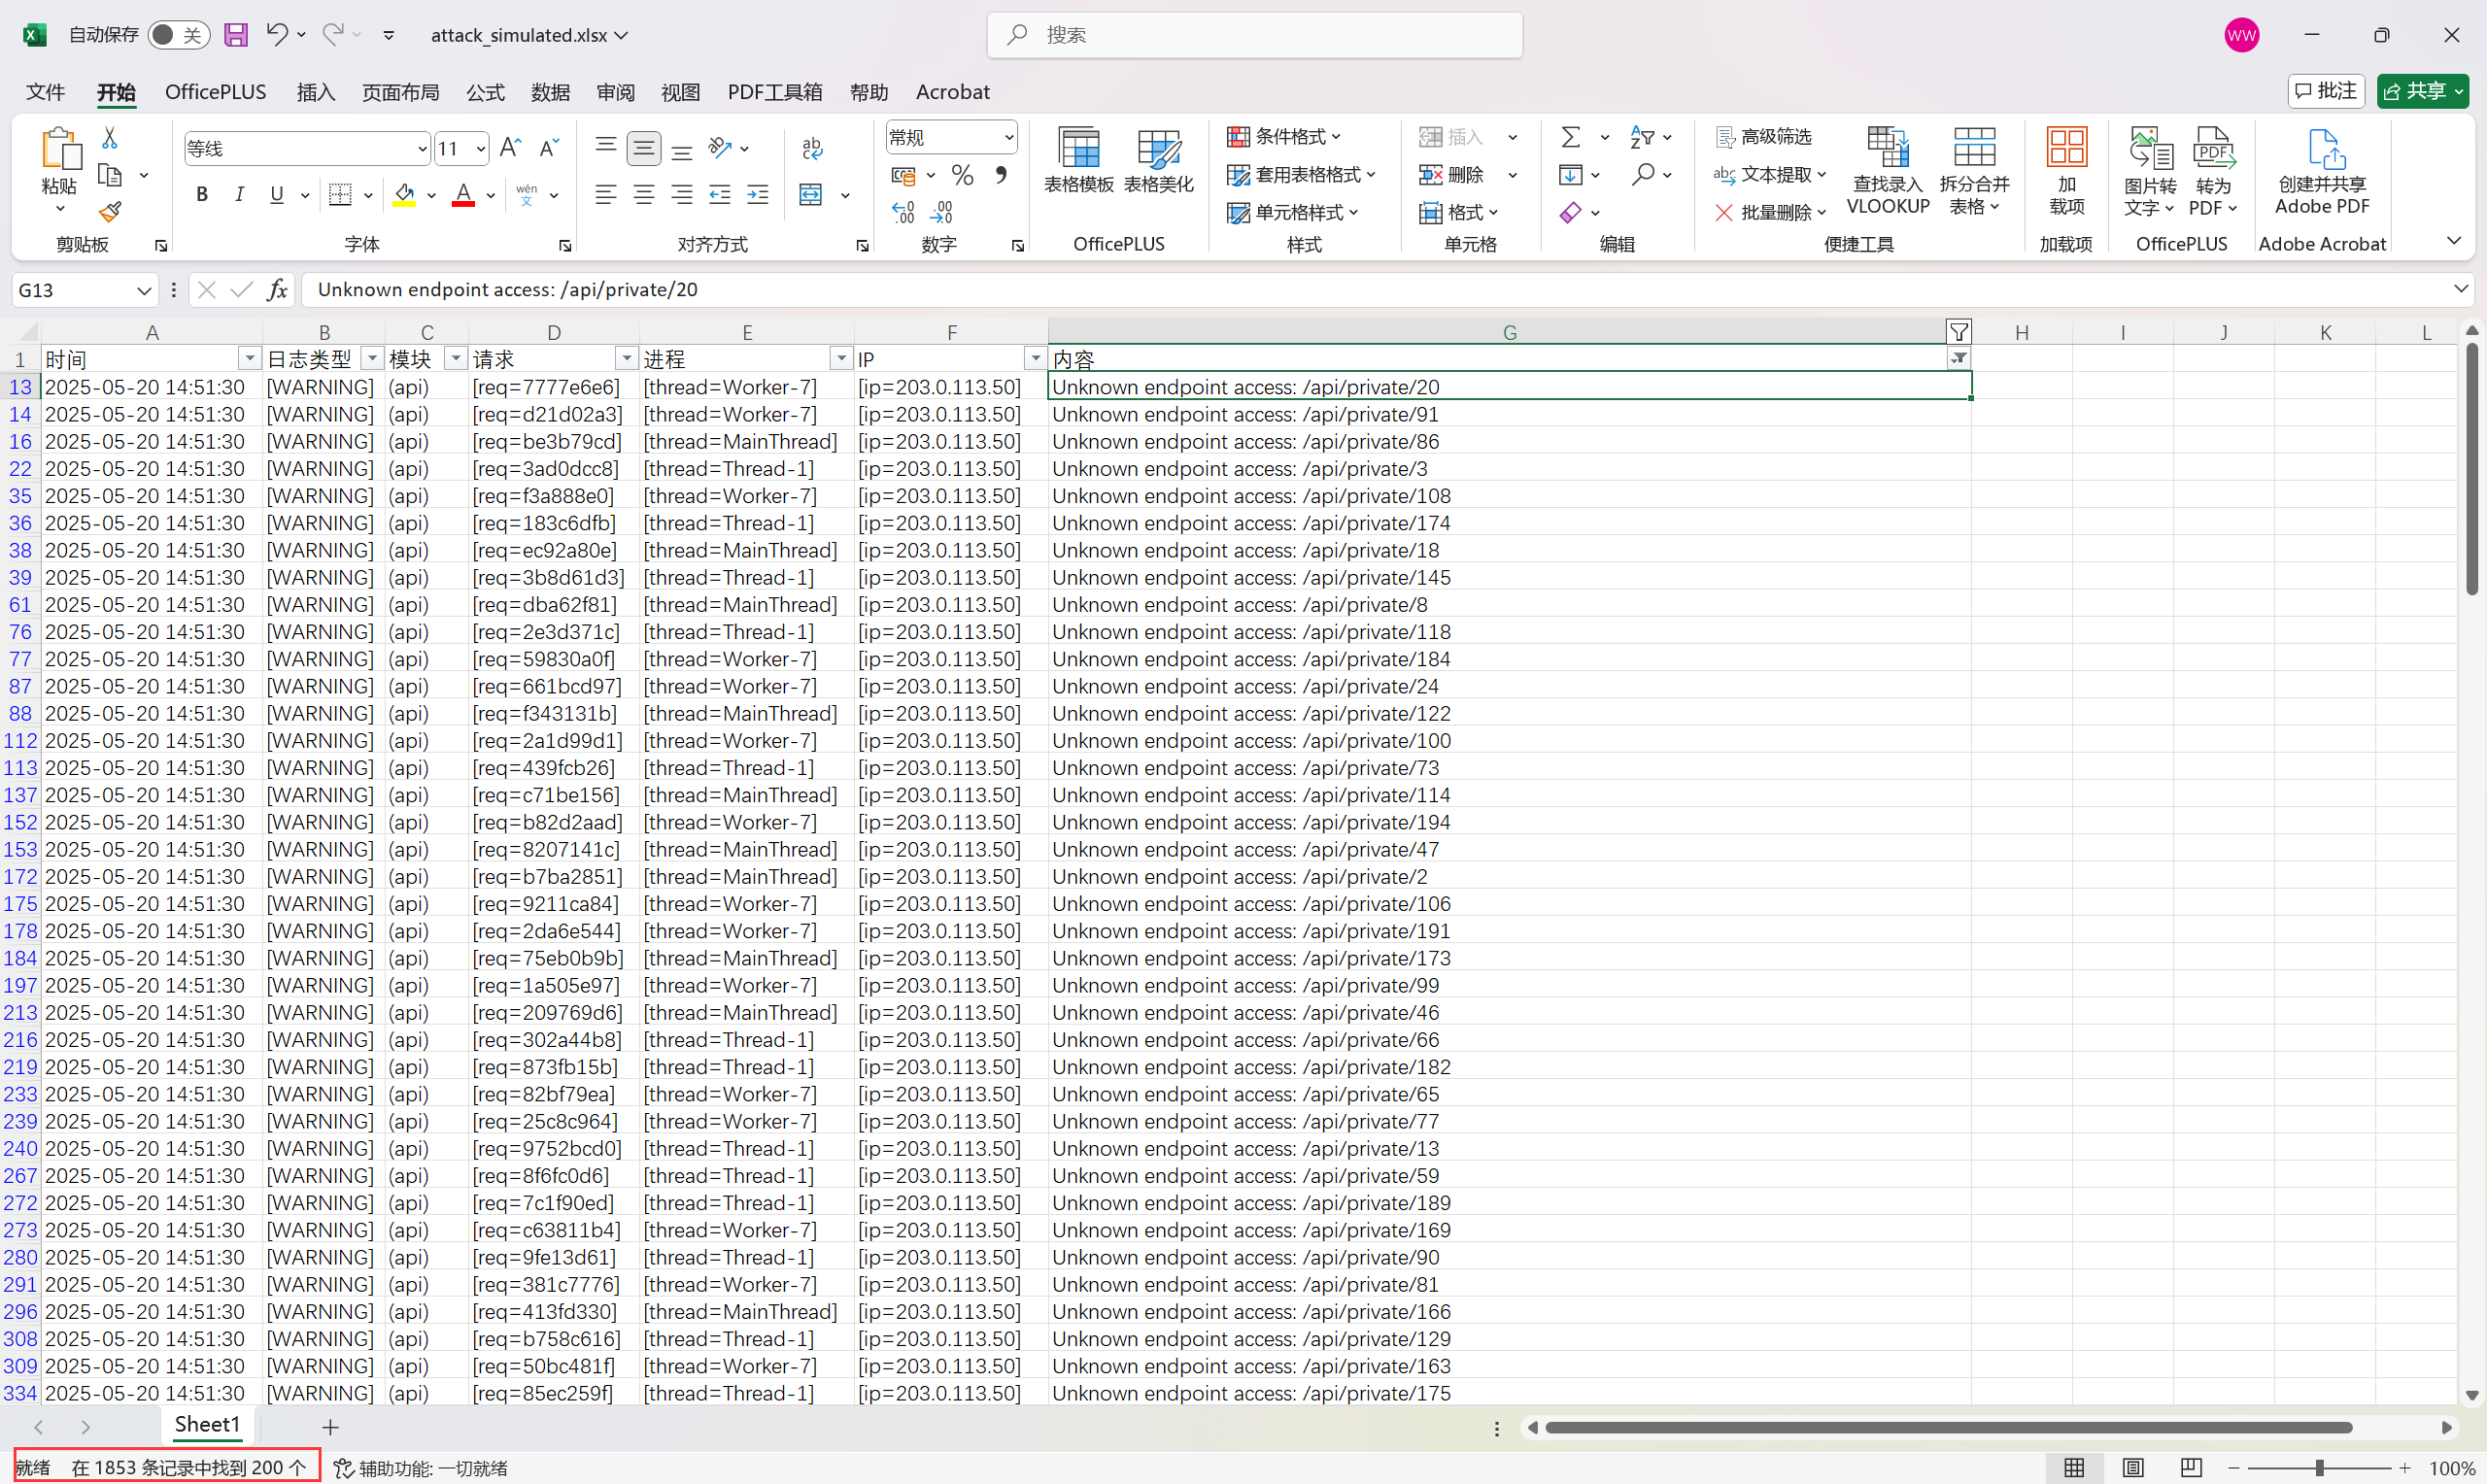 自动保存 关 attack_simulated.xlsx 搜索 WW
文件 开始 OfficePLUS 插入 页面布局 公式 数据 审阅 视图 PDF工具箱 帮助 Acrobat 批注 共享
粘贴 等线 11 A A 常规 表格模板 表格美化 条件格式 插入 高级筛选 查找录入 VLOOKUP 拆分合并 表格 加 载项 图片转 文字 转为 PDF 创建并共享 Adobe PDF
套用表格格式 删除 文本提取
B I U A wén 文 单元格样式 格式 批量删除
剪贴板 字体 对齐方式 数字 OfficePLUS 样式 单元格 编辑 便捷工具 加载项 OfficePLUS Adobe Acrobat
G13 fx Unknown endpoint access: /api/private/20
A B C D E F G H I J K L
1 时间 日志类型 模块 请求 进程 IP 内容
13 2025-05-20 14:51:30 [WARNING] (api) [req=7777e6e6] [thread=Worker-7] [ip=203.0.113.50] Unknown endpoint access: /api/private/20
14 2025-05-20 14:51:30 [WARNING] (api) [req=d21d02a3] [thread=Worker-7] [ip=203.0.113.50] Unknown endpoint access: /api/private/91
16 2025-05-20 14:51:30 [WARNING] (api) [req=be3b79cd] [thread=MainThread] [ip=203.0.113.50] Unknown endpoint access: /api/private/86
22 2025-05-20 14:51:30 [WARNING] (api) [req=3ad0dcc8] [thread=Thread-1] [ip=203.0.113.50] Unknown endpoint access: /api/private/3
35 2025-05-20 14:51:30 [WARNING] (api) [req=f3a888e0] [thread=Worker-7] [ip=203.0.113.50] Unknown endpoint access: /api/private/108
36 2025-05-20 14:51:30 [WARNING] (api) [req=183c6dfb] [thread=Thread-1] [ip=203.0.113.50] Unknown endpoint access: /api/private/174
38 2025-05-20 14:51:30 [WARNING] (api) [req=ec92a80e] [thread=MainThread] [ip=203.0.113.50] Unknown endpoint access: /api/private/18
39 2025-05-20 14:51:30 [WARNING] (api) [req=3b8d61d3] [thread=Thread-1] [ip=203.0.113.50] Unknown endpoint access: /api/private/145
61 2025-05-20 14:51:30 [WARNING] (api) [req=dba62f81] [thread=MainThread] [ip=203.0.113.50] Unknown endpoint access: /api/private/8
76 2025-05-20 14:51:30 [WARNING] (api) [req=2e3d371c] [thread=Thread-1] [ip=203.0.113.50] Unknown endpoint access: /api/private/118
77 2025-05-20 14:51:30 [WARNING] (api) [req=59830a0f] [thread=Worker-7] [ip=203.0.113.50] Unknown endpoint access: /api/private/184
87 2025-05-20 14:51:30 [WARNING] (api) [req=661bcd97] [thread=Worker-7] [ip=203.0.113.50] Unknown endpoint access: /api/private/24
88 2025-05-20 14:51:30 [WARNING] (api) [req=f343131b] [thread=MainThread] [ip=203.0.113.50] Unknown endpoint access: /api/private/122
112 2025-05-20 14:51:30 [WARNING] (api) [req=2a1d99d1] [thread=Worker-7] [ip=203.0.113.50] Unknown endpoint access: /api/private/100
113 2025-05-20 14:51:30 [WARNING] (api) [req=439fcb26] [thread=Thread-1] [ip=203.0.113.50] Unknown endpoint access: /api/private/73
137 2025-05-20 14:51:30 [WARNING] (api) [req=c71be156] [thread=MainThread] [ip=203.0.113.50] Unknown endpoint access: /api/private/114
152 2025-05-20 14:51:30 [WARNING] (api) [req=b82d2aad] [thread=Worker-7] [ip=203.0.113.50] Unknown endpoint access: /api/private/194
153 2025-05-20 14:51:30 [WARNING] (api) [req=8207141c] [thread=MainThread] [ip=203.0.113.50] Unknown endpoint access: /api/private/47
172 2025-05-20 14:51:30 [WARNING] (api) [req=b7ba2851] [thread=MainThread] [ip=203.0.113.50] Unknown endpoint access: /api/private/2
175 2025-05-20 14:51:30 [WARNING] (api) [req=9211ca84] [thread=Worker-7] [ip=203.0.113.50] Unknown endpoint access: /api/private/106
178 2025-05-20 14:51:30 [WARNING] (api) [req=2da6e544] [thread=Worker-7] [ip=203.0.113.50] Unknown endpoint access: /api/private/191
184 2025-05-20 14:51:30 [WARNING] (api) [req=75eb0b9b] [thread=MainThread] [ip=203.0.113.50] Unknown endpoint access: /api/private/173
197 2025-05-20 14:51:30 [WARNING] (api) [req=1a505e97] [thread=Worker-7] [ip=203.0.113.50] Unknown endpoint access: /api/private/99
213 2025-05-20 14:51:30 [WARNING] (api) [req=209769d6] [thread=MainThread] [ip=203.0.113.50] Unknown endpoint access: /api/private/46
216 2025-05-20 14:51:30 [WARNING] (api) [req=302a44b8] [thread=Thread-1] [ip=203.0.113.50] Unknown endpoint access: /api/private/66
219 2025-05-20 14:51:30 [WARNING] (api) [req=873fb15b] [thread=Thread-1] [ip=203.0.113.50] Unknown endpoint access: /api/private/182
233 2025-05-20 14:51:30 [WARNING] (api) [req=82bf79ea] [thread=Worker-7] [ip=203.0.113.50] Unknown endpoint access: /api/private/65
239 2025-05-20 14:51:30 [WARNING] (api) [req=25c8c964] [thread=Worker-7] [ip=203.0.113.50] Unknown endpoint access: /api/private/77
240 2025-05-20 14:51:30 [WARNING] (api) [req=9752bcd0] [thread=Thread-1] [ip=203.0.113.50] Unknown endpoint access: /api/private/13
267 2025-05-20 14:51:30 [WARNING] (api) [req=8f6fc0d6] [thread=Thread-1] [ip=203.0.113.50] Unknown endpoint access: /api/private/59
272 2025-05-20 14:51:30 [WARNING] (api) [req=7c1f90ed] [thread=Thread-1] [ip=203.0.113.50] Unknown endpoint access: /api/private/189
273 2025-05-20 14:51:30 [WARNING] (api) [req=c63811b4] [thread=Worker-7] [ip=203.0.113.50] Unknown endpoint access: /api/private/169
280 2025-05-20 14:51:30 [WARNING] (api) [req=9fe13d61] [thread=Thread-1] [ip=203.0.113.50] Unknown endpoint access: /api/private/90
291 2025-05-20 14:51:30 [WARNING] (api) [req=381c7776] [thread=Worker-7] [ip=203.0.113.50] Unknown endpoint access: /api/private/81
296 2025-05-20 14:51:30 [WARNING] (api) [req=413fd330] [thread=MainThread] [ip=203.0.113.50] Unknown endpoint access: /api/private/166
308 2025-05-20 14:51:30 [WARNING] (api) [req=b758c616] [thread=Thread-1] [ip=203.0.113.50] Unknown endpoint access: /api/private/129
309 2025-05-20 14:51:30 [WARNING] (api) [req=50bc481f] [thread=Worker-7] [ip=203.0.113.50] Unknown endpoint access: /api/private/163
334 2025-05-20 14:51:30 [WARNING] (api) [req=85ec259f] [thread=Thread-1] [ip=203.0.113.50] Unknown endpoint access: /api/private/175
Sheet1
就绪 在 1853 条记录中找到 200 个 辅助功能: 一切就绪 100%